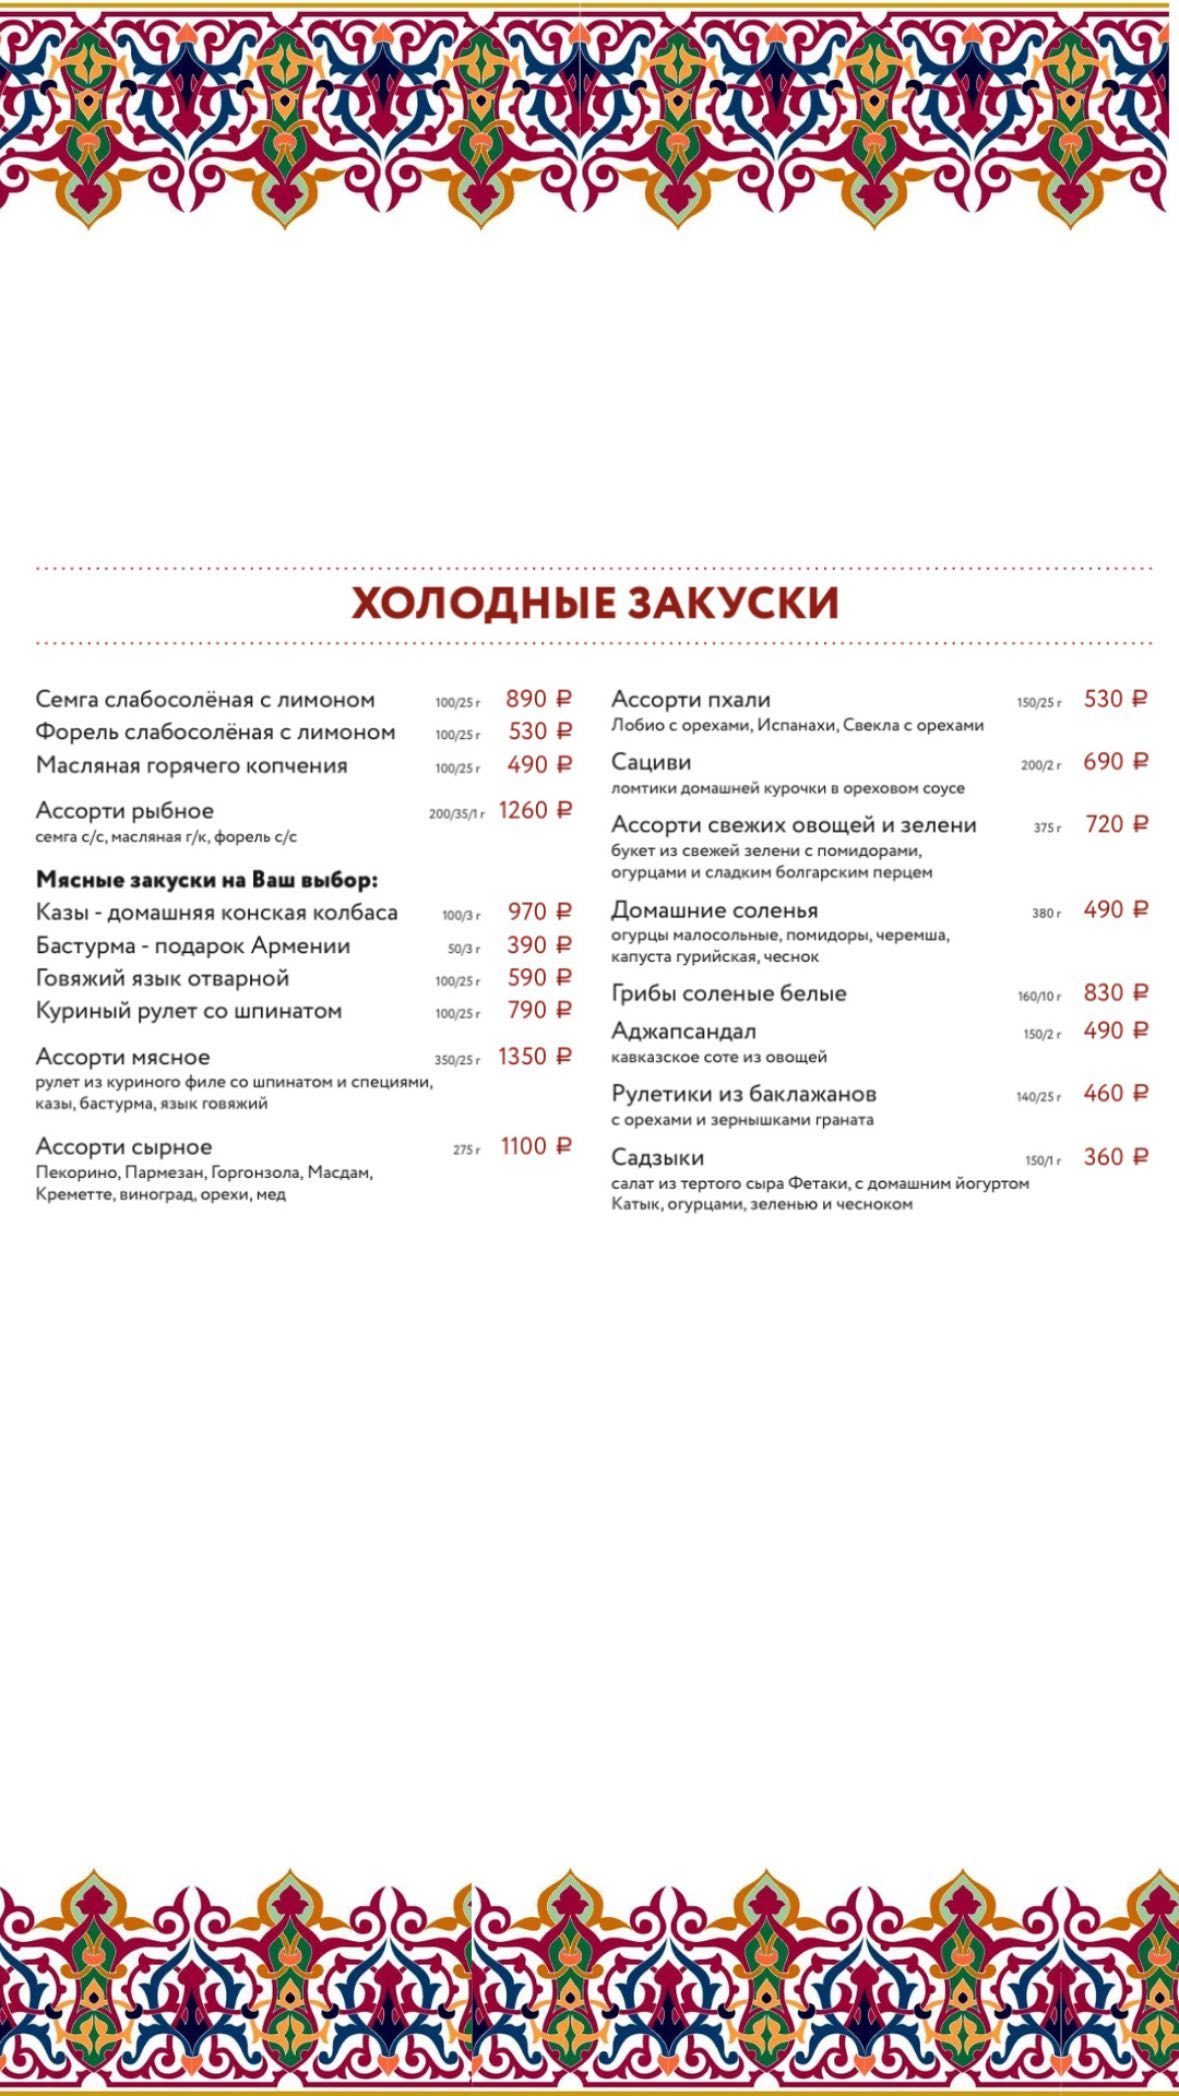 ХОЛОДНЫЕ ЗАКУСКИ
Семга слабосолёная с лимоном 100/25 г 890 ₽
Форель слабосолёная с лимоном 100/25 г 530 ₽
Масляная горячего копчения 100/25 г 490 ₽
Ассорти рыбное 200/35/1 г 1260 ₽
семга с/с, масляная г/к, форель с/с
Мясные закуски на Ваш выбор:
Казы - домашняя конская колбаса 100/3 г 970 ₽
Бастурма - подарок Армении 50/3 г 390 ₽
Говяжий язык отварной 100/25 г 590 ₽
Куриный рулет со шпинатом 100/25 г 790 ₽
Ассорти мясное 350/25 г 1350 ₽
рулет из куриного филе со шпинатом и специями,
казы, бастурма, язык говяжий
Ассорти сырное 275 г 1100 ₽
Пекорино, Пармезан, Горгонзола, Масдам,
Креметте, виноград, орехи, мед
Ассорти пхали 150/25 г 530 ₽
Лобио с орехами, Испанахи, Свекла с орехами
Сациви 200/2 г 690 ₽
ломтики домашней курочки в ореховом соусе
Ассорти свежих овощей и зелени 375 г 720 ₽
букет из свежей зелени с помидорами,
огурцами и сладким болгарским перцем
Домашние соленья 380 г 490 ₽
огурцы малосольные, помидоры, черемша,
капуста гурийская, чеснок
Грибы соленые белые 160/10 г 830 ₽
Аджапсандал 150/2 г 490 ₽
кавказское соте из овощей
Рулетики из баклажанов 140/25 г 460 ₽
с орехами и зернышками граната
Садзыки 150/1 г 360 ₽
салат из тертого сыра Фетаки, с домашним йогуртом
Катык, огурцами, зеленью и чесноком